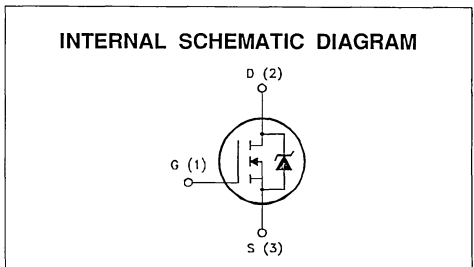 INTERNAL SCHEMATIC DIAGRAM
D (2)
G (1)
S (3)